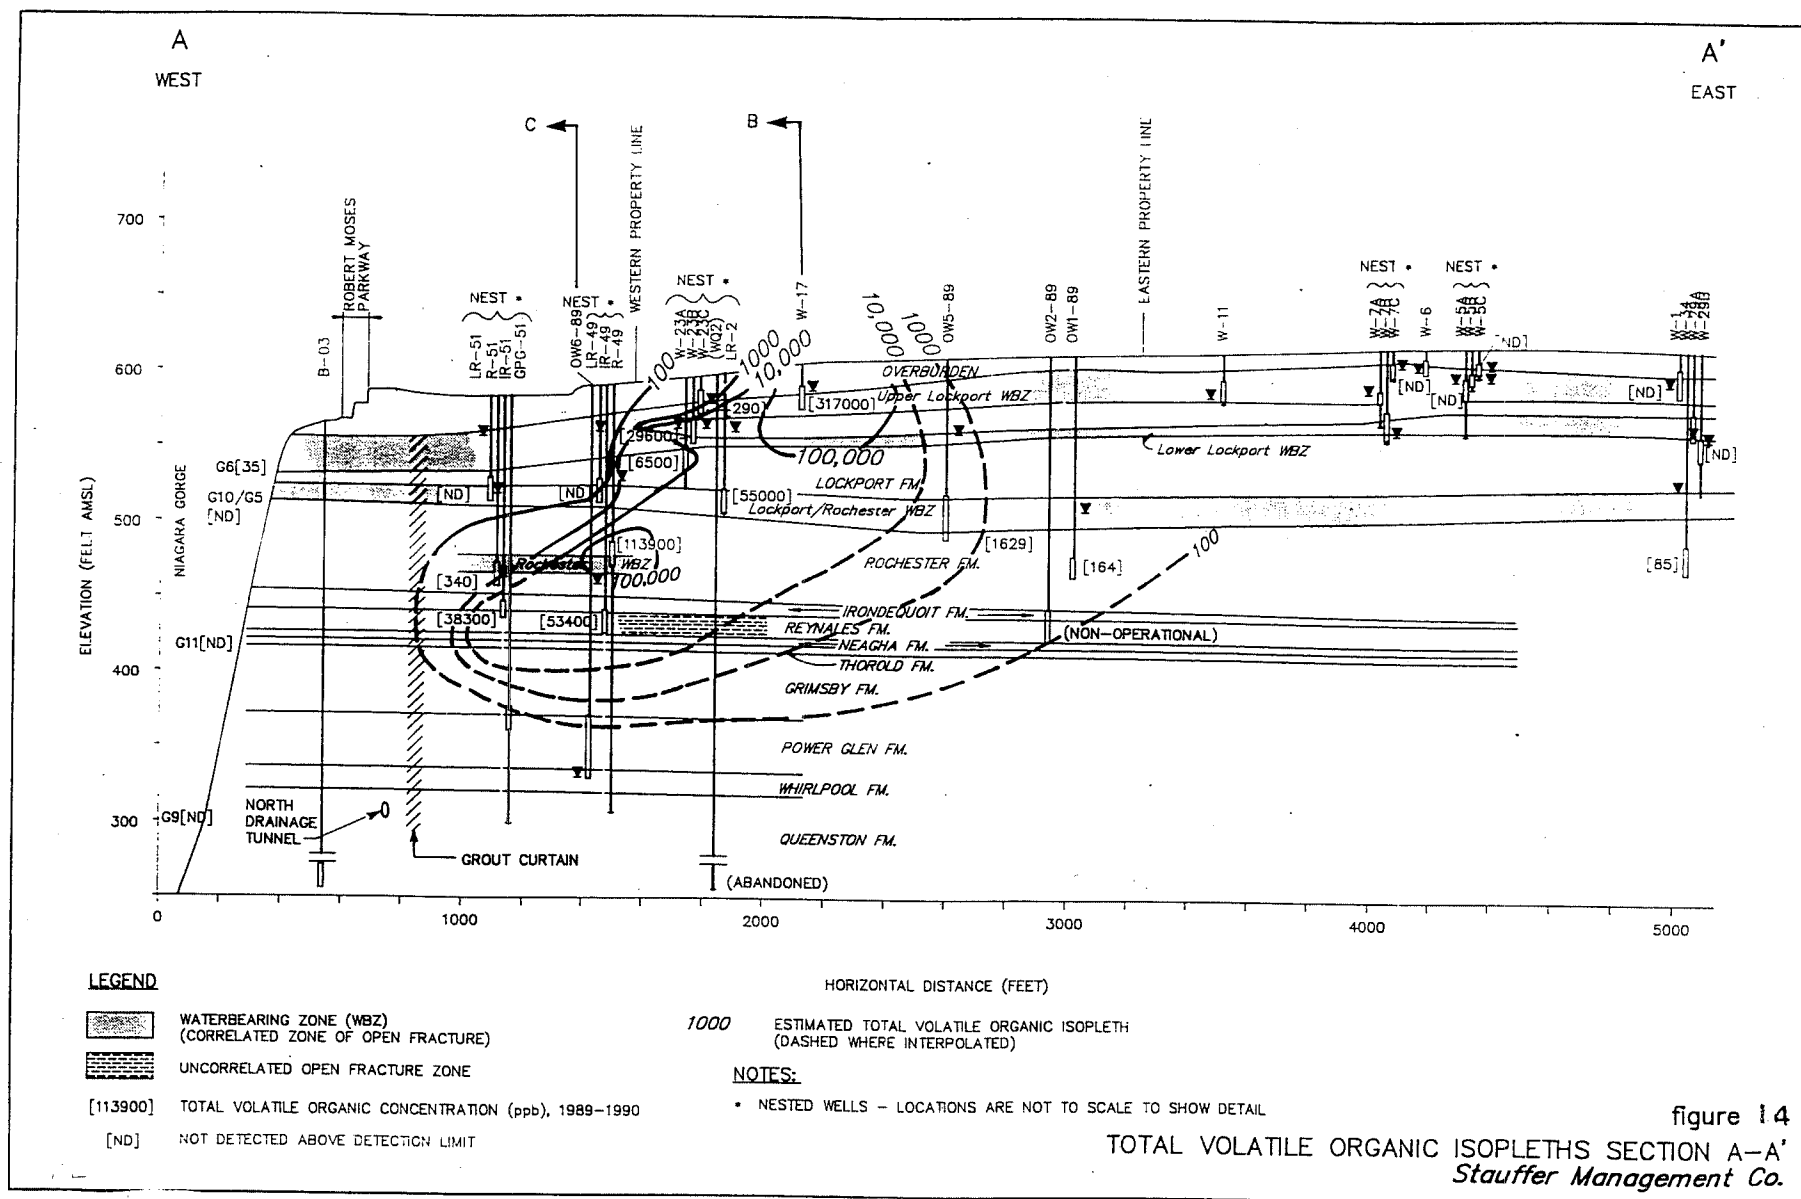 A
WEST
A'
EAST
C
B
WESTERN PROPERTY LINE
EASTERN PROPERTY LINE
ROBERT MOSES
PARKWAY
700
600
500
400
300
ELEVATION (FEET AMSL)
NIAGARA GORGE
B-03
NEST *
LR-51
R-51
IR-51
GPG-51
NEST *
OW6-89
LR-49
IR-49
R-49
NEST *
W-23A
W-23B
W-23C
(WQ2)
LR-2
W-17
OW5-89
OW2-89
OW1-89
W-11
NEST *
W-7A
W-7B
W-7C
W-6
NEST *
W-5A
W-5B
W-5C
W-1
W-34
W-29A
W-29B
100
1000
10,000
10,000
1000
100,000
100,000
100
OVERBURDEN
Upper Lockport WBZ
Lower Lockport WBZ
LOCKPORT FM.
Lockport/Rochester WBZ
ROCHESTER FM.
Rochester WBZ
IRONDEQUOIT FM.
REYNALES FM.
NEAGHA FM.
THOROLD FM.
GRIMSBY FM.
POWER GLEN FM.
WHIRLPOOL FM.
QUEENSTON FM.
G6[35]
G10/G5
[ND]
G11[ND]
G9[ND]
[ND]
[ND]
[290]
[317000]
[29600]
[6500]
[55000]
[113900]
[340]
[38300]
[53400]
[1629]
[164]
[85]
[ND]
[ND]
[ND]
[ND]
[ND]
(NON-OPERATIONAL)
(ABANDONED)
NORTH
DRAINAGE
TUNNEL
GROUT CURTAIN
0
1000
2000
3000
4000
5000
HORIZONTAL DISTANCE (FEET)
LEGEND
WATERBEARING ZONE (WBZ)
(CORRELATED ZONE OF OPEN FRACTURE)
UNCORRELATED OPEN FRACTURE ZONE
[113900] TOTAL VOLATILE ORGANIC CONCENTRATION (ppb), 1989-1990
[ND] NOT DETECTED ABOVE DETECTION LIMIT
1000 ESTIMATED TOTAL VOLATILE ORGANIC ISOPLETH
(DASHED WHERE INTERPOLATED)
NOTES:
* NESTED WELLS - LOCATIONS ARE NOT TO SCALE TO SHOW DETAIL
figure 14
TOTAL VOLATILE ORGANIC ISOPLETHS SECTION A-A'
Stauffer Management Co.